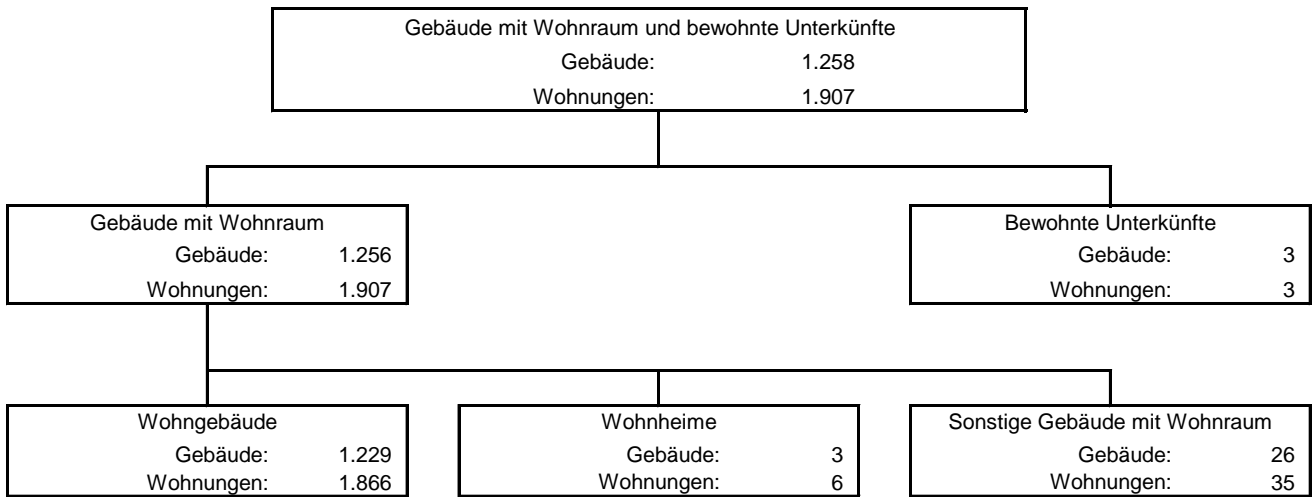 Gebäude mit Wohnraum und bewohnte Unterkünfte
Gebäude: 1.258
Wohnungen: 1.907
Gebäude mit Wohnraum
Gebäude: 1.256
Wohnungen: 1.907
Bewohnte Unterkünfte
Gebäude: 3
Wohnungen: 3
Wohngebäude
Gebäude: 1.229
Wohnungen: 1.866
Wohnheime
Gebäude: 3
Wohnungen: 6
Sonstige Gebäude mit Wohnraum
Gebäude: 26
Wohnungen: 35